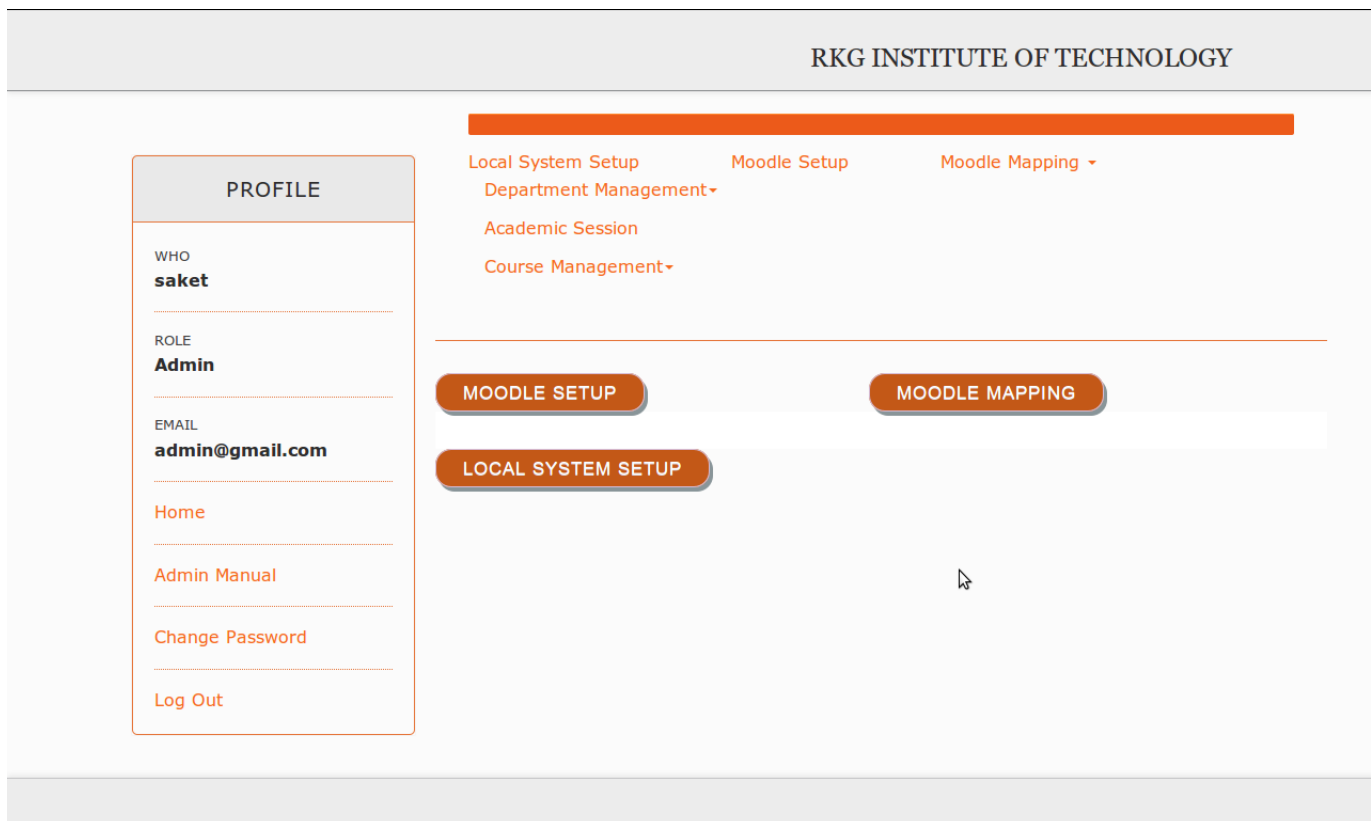 RKG INSTITUTE OF TECHNOLOGY
PROFILE
WHO
saket
ROLE
Admin
EMAIL
admin@gmail.com
Home
Admin Manual
Change Password
Log Out
Local System Setup Moodle Setup Moodle Mapping
Department Management
Academic Session
Course Management
MOODLE SETUP MOODLE MAPPING
LOCAL SYSTEM SETUP